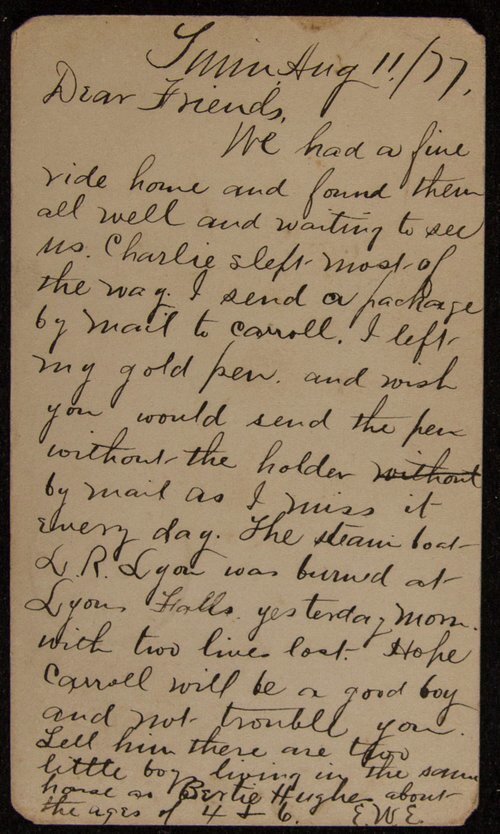 Turin, Aug 11./77.
Dear Friends,
We had a fine
ride home and found them
all well and waiting to see
us. Charlie slept most of
the way. I send a package
by mail to Carroll. I left
my gold pen. and wish
you would send the pen
without the holder without
by mail as I miss it
every day. The steam boat
L. R. Lyon was burned at
Lyons Falls. yesterday morn.
with two lives lost. Hope
Carroll will be a good boy
and not trouble you.
Tell him there are two
little boys living in the same
house as Bertie Hughes about
the ages of 4 & 6. E W E